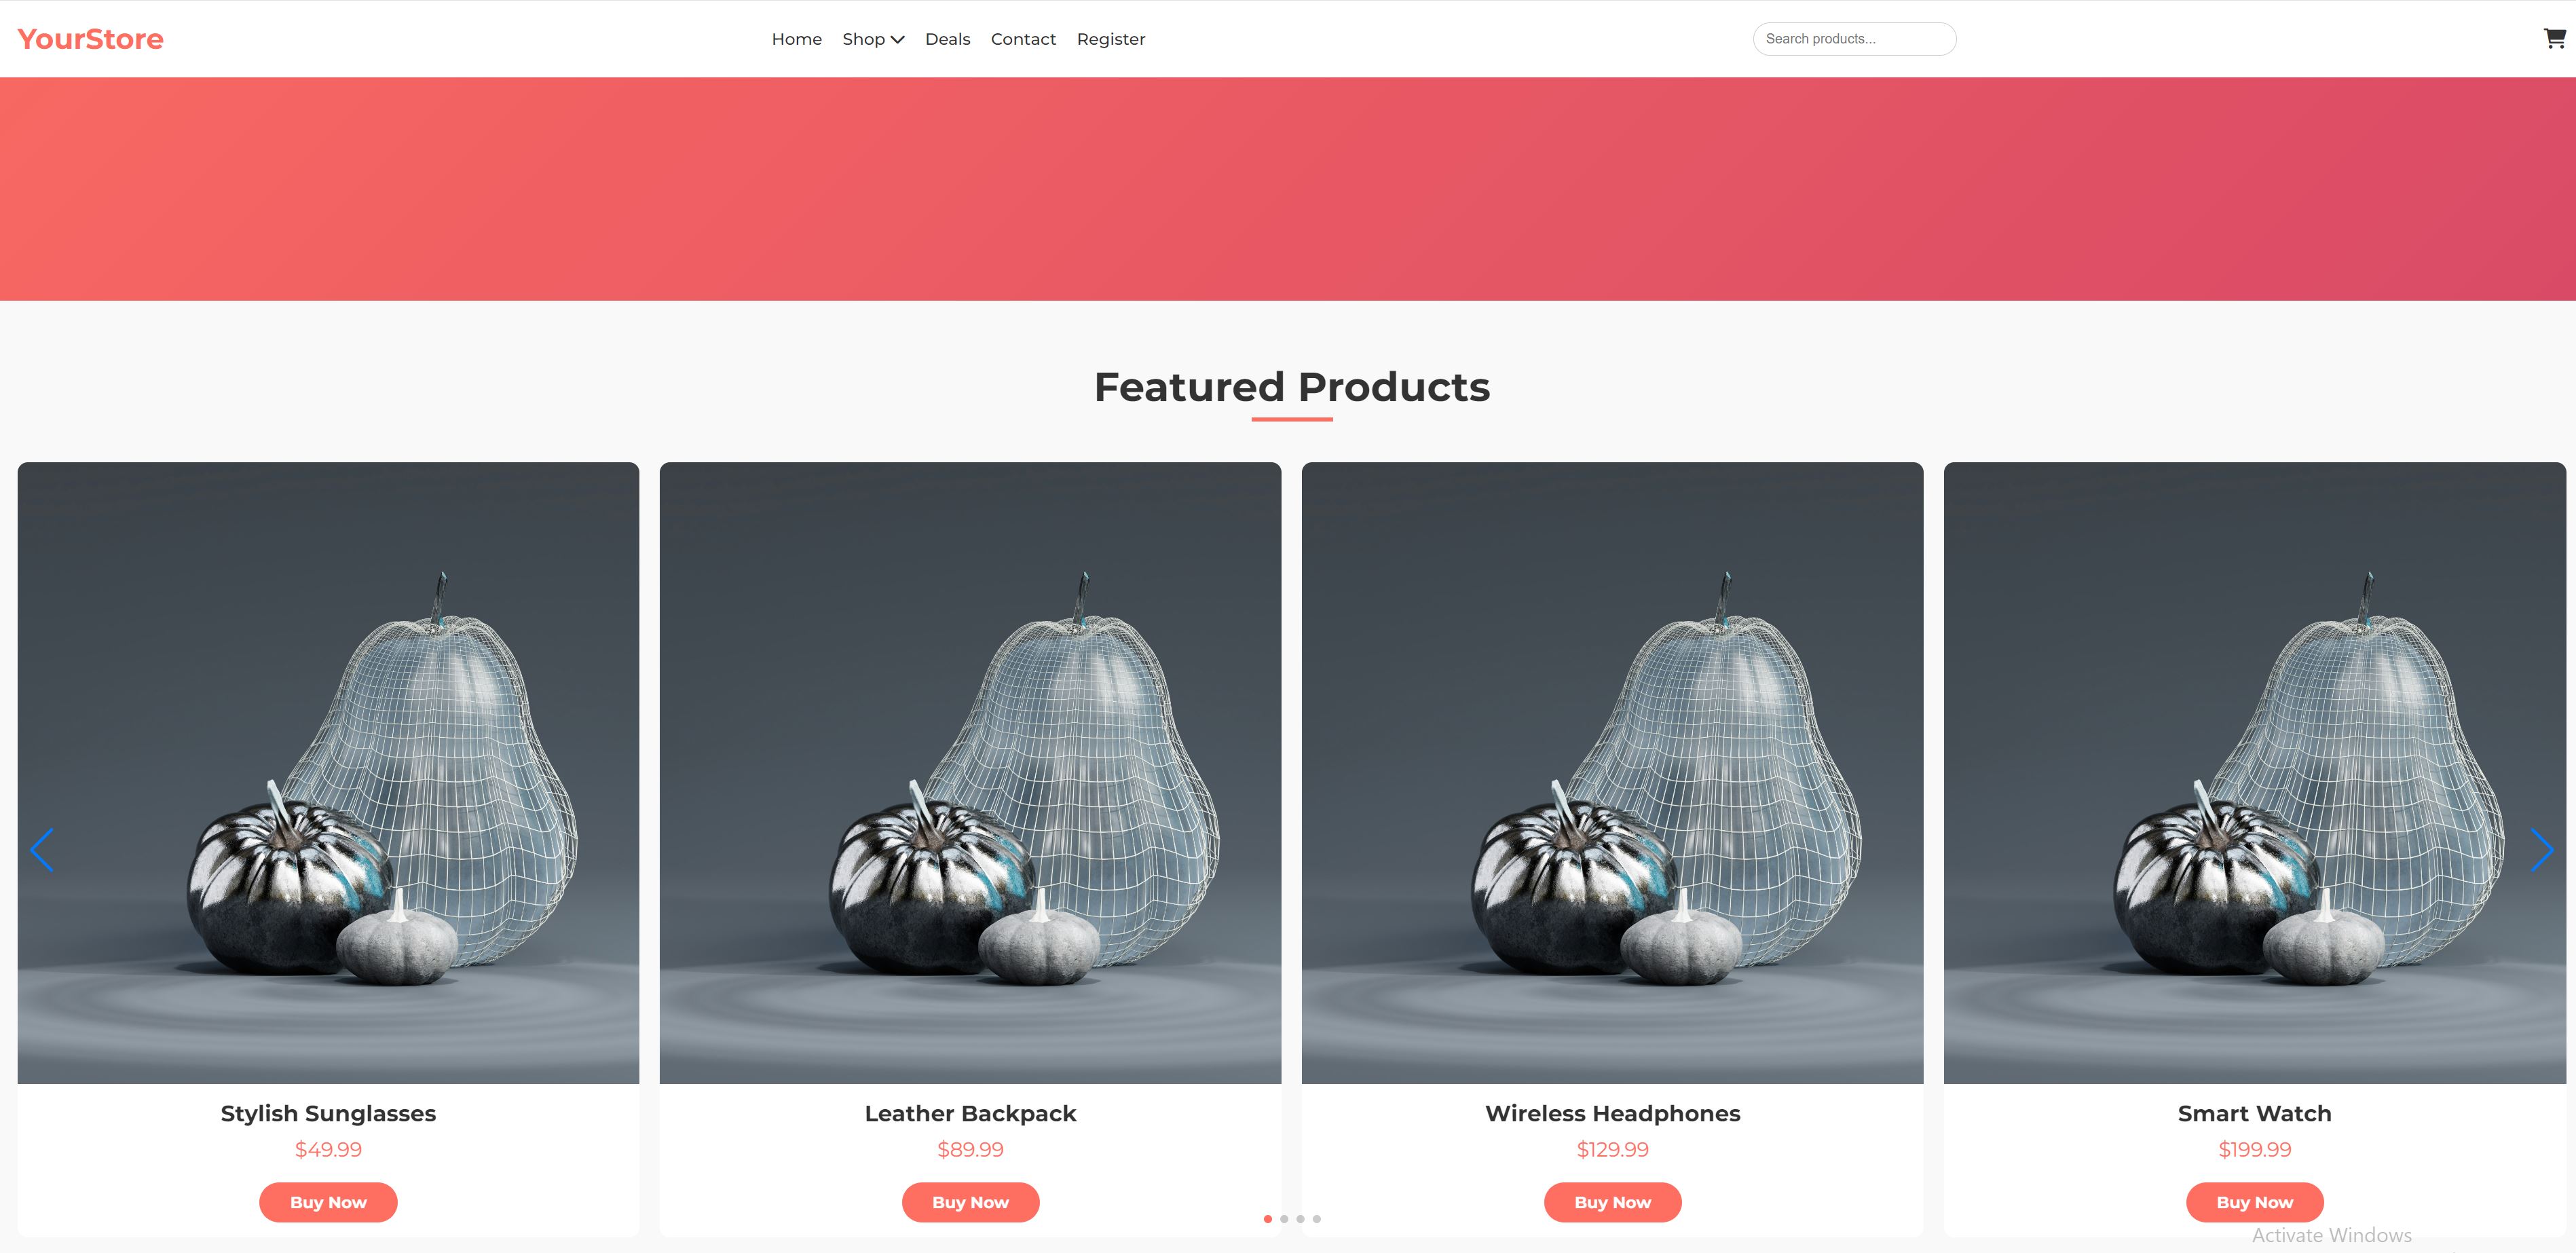 YourStore
Home Shop Deals Contact Register
Search products...
Featured Products
Stylish Sunglasses
$49.99
Buy Now
Leather Backpack
$89.99
Buy Now
Wireless Headphones
$129.99
Buy Now
Smart Watch
$199.99
Buy Now
Activate Windows